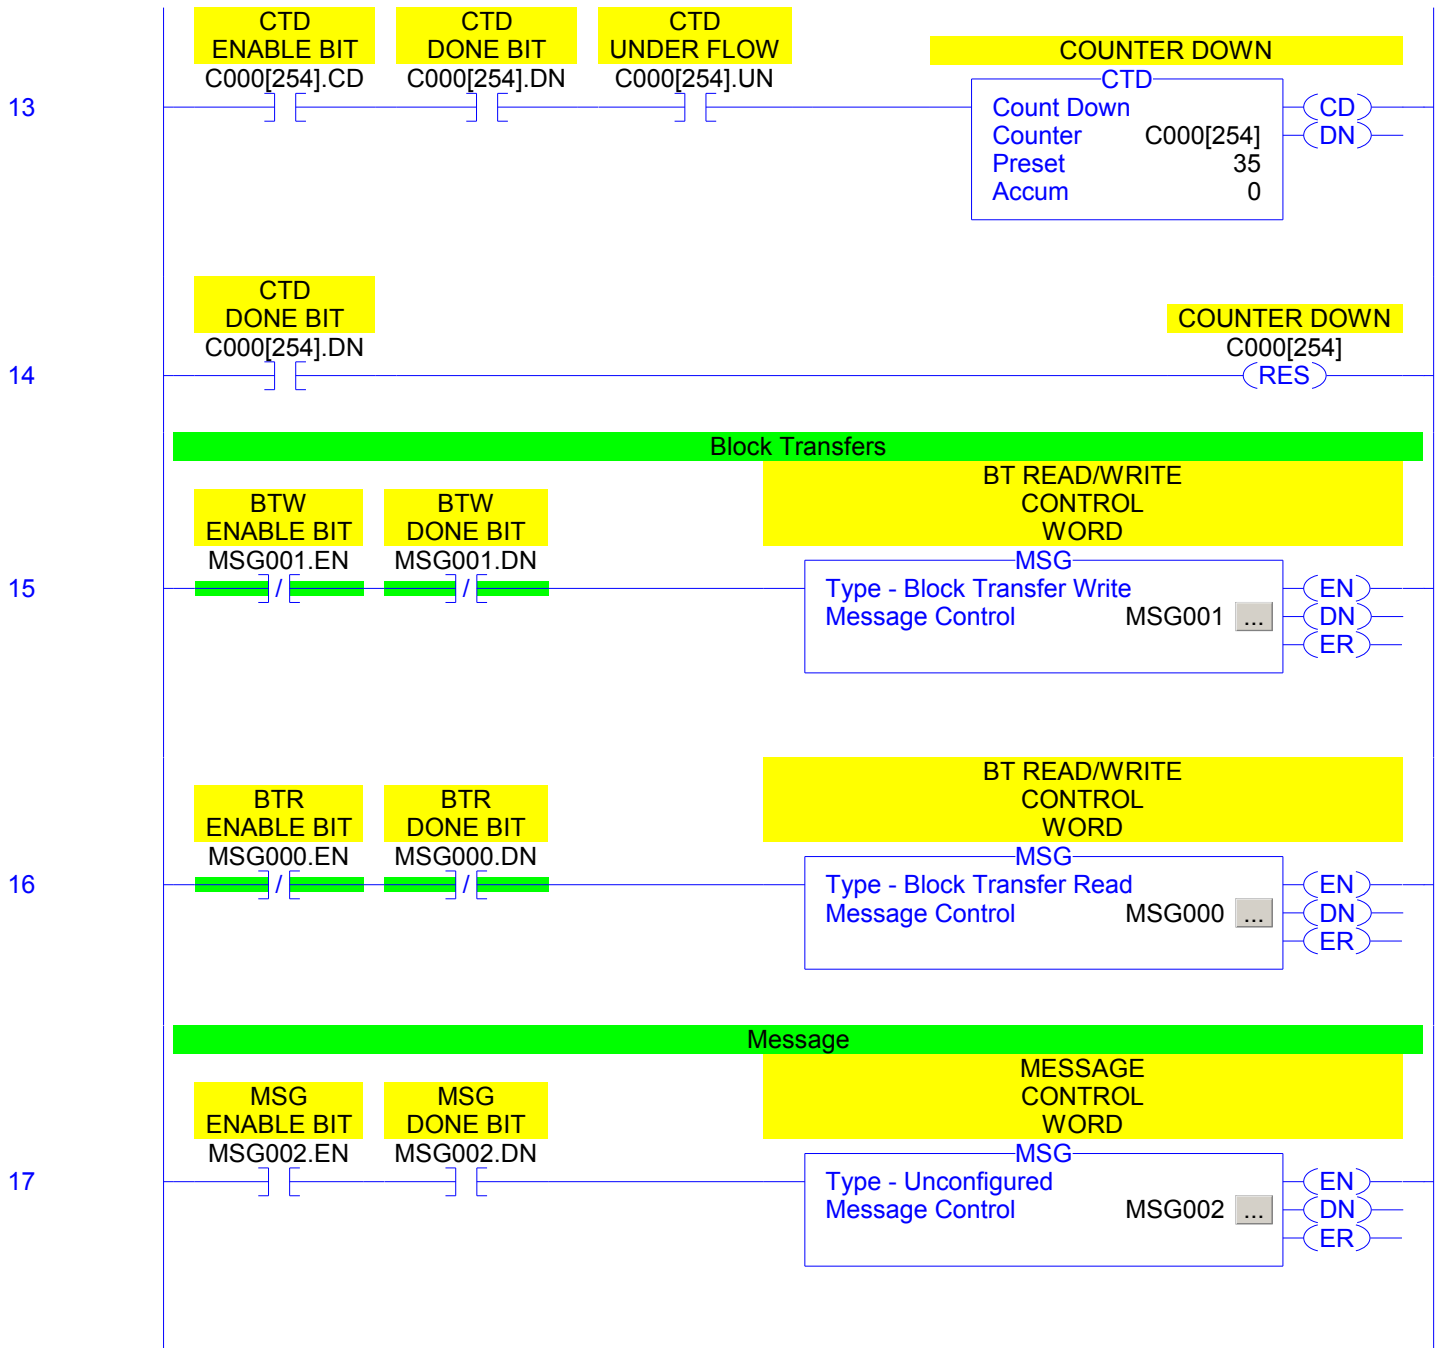 CTD
ENABLE BIT
C000[254].CD
CTD
DONE BIT
C000[254].DN
CTD
UNDER FLOW
C000[254].UN
COUNTER DOWN
CTD
Count Down
Counter C000[254]
Preset 35
Accum 0
CD
DN
13
CTD
DONE BIT
C000[254].DN
COUNTER DOWN
C000[254]
RES
14
Block Transfers
BTW
ENABLE BIT
MSG001.EN
/
BTW
DONE BIT
MSG001.DN
/
BT READ/WRITE
CONTROL
WORD
MSG
Type - Block Transfer Write
Message Control MSG001 ...
EN
DN
ER
15
BTR
ENABLE BIT
MSG000.EN
/
BTR
DONE BIT
MSG000.DN
/
BT READ/WRITE
CONTROL
WORD
MSG
Type - Block Transfer Read
Message Control MSG000 ...
EN
DN
ER
16
Message
MSG
ENABLE BIT
MSG002.EN
MSG
DONE BIT
MSG002.DN
MESSAGE
CONTROL
WORD
MSG
Type - Unconfigured
Message Control MSG002 ...
EN
DN
ER
17